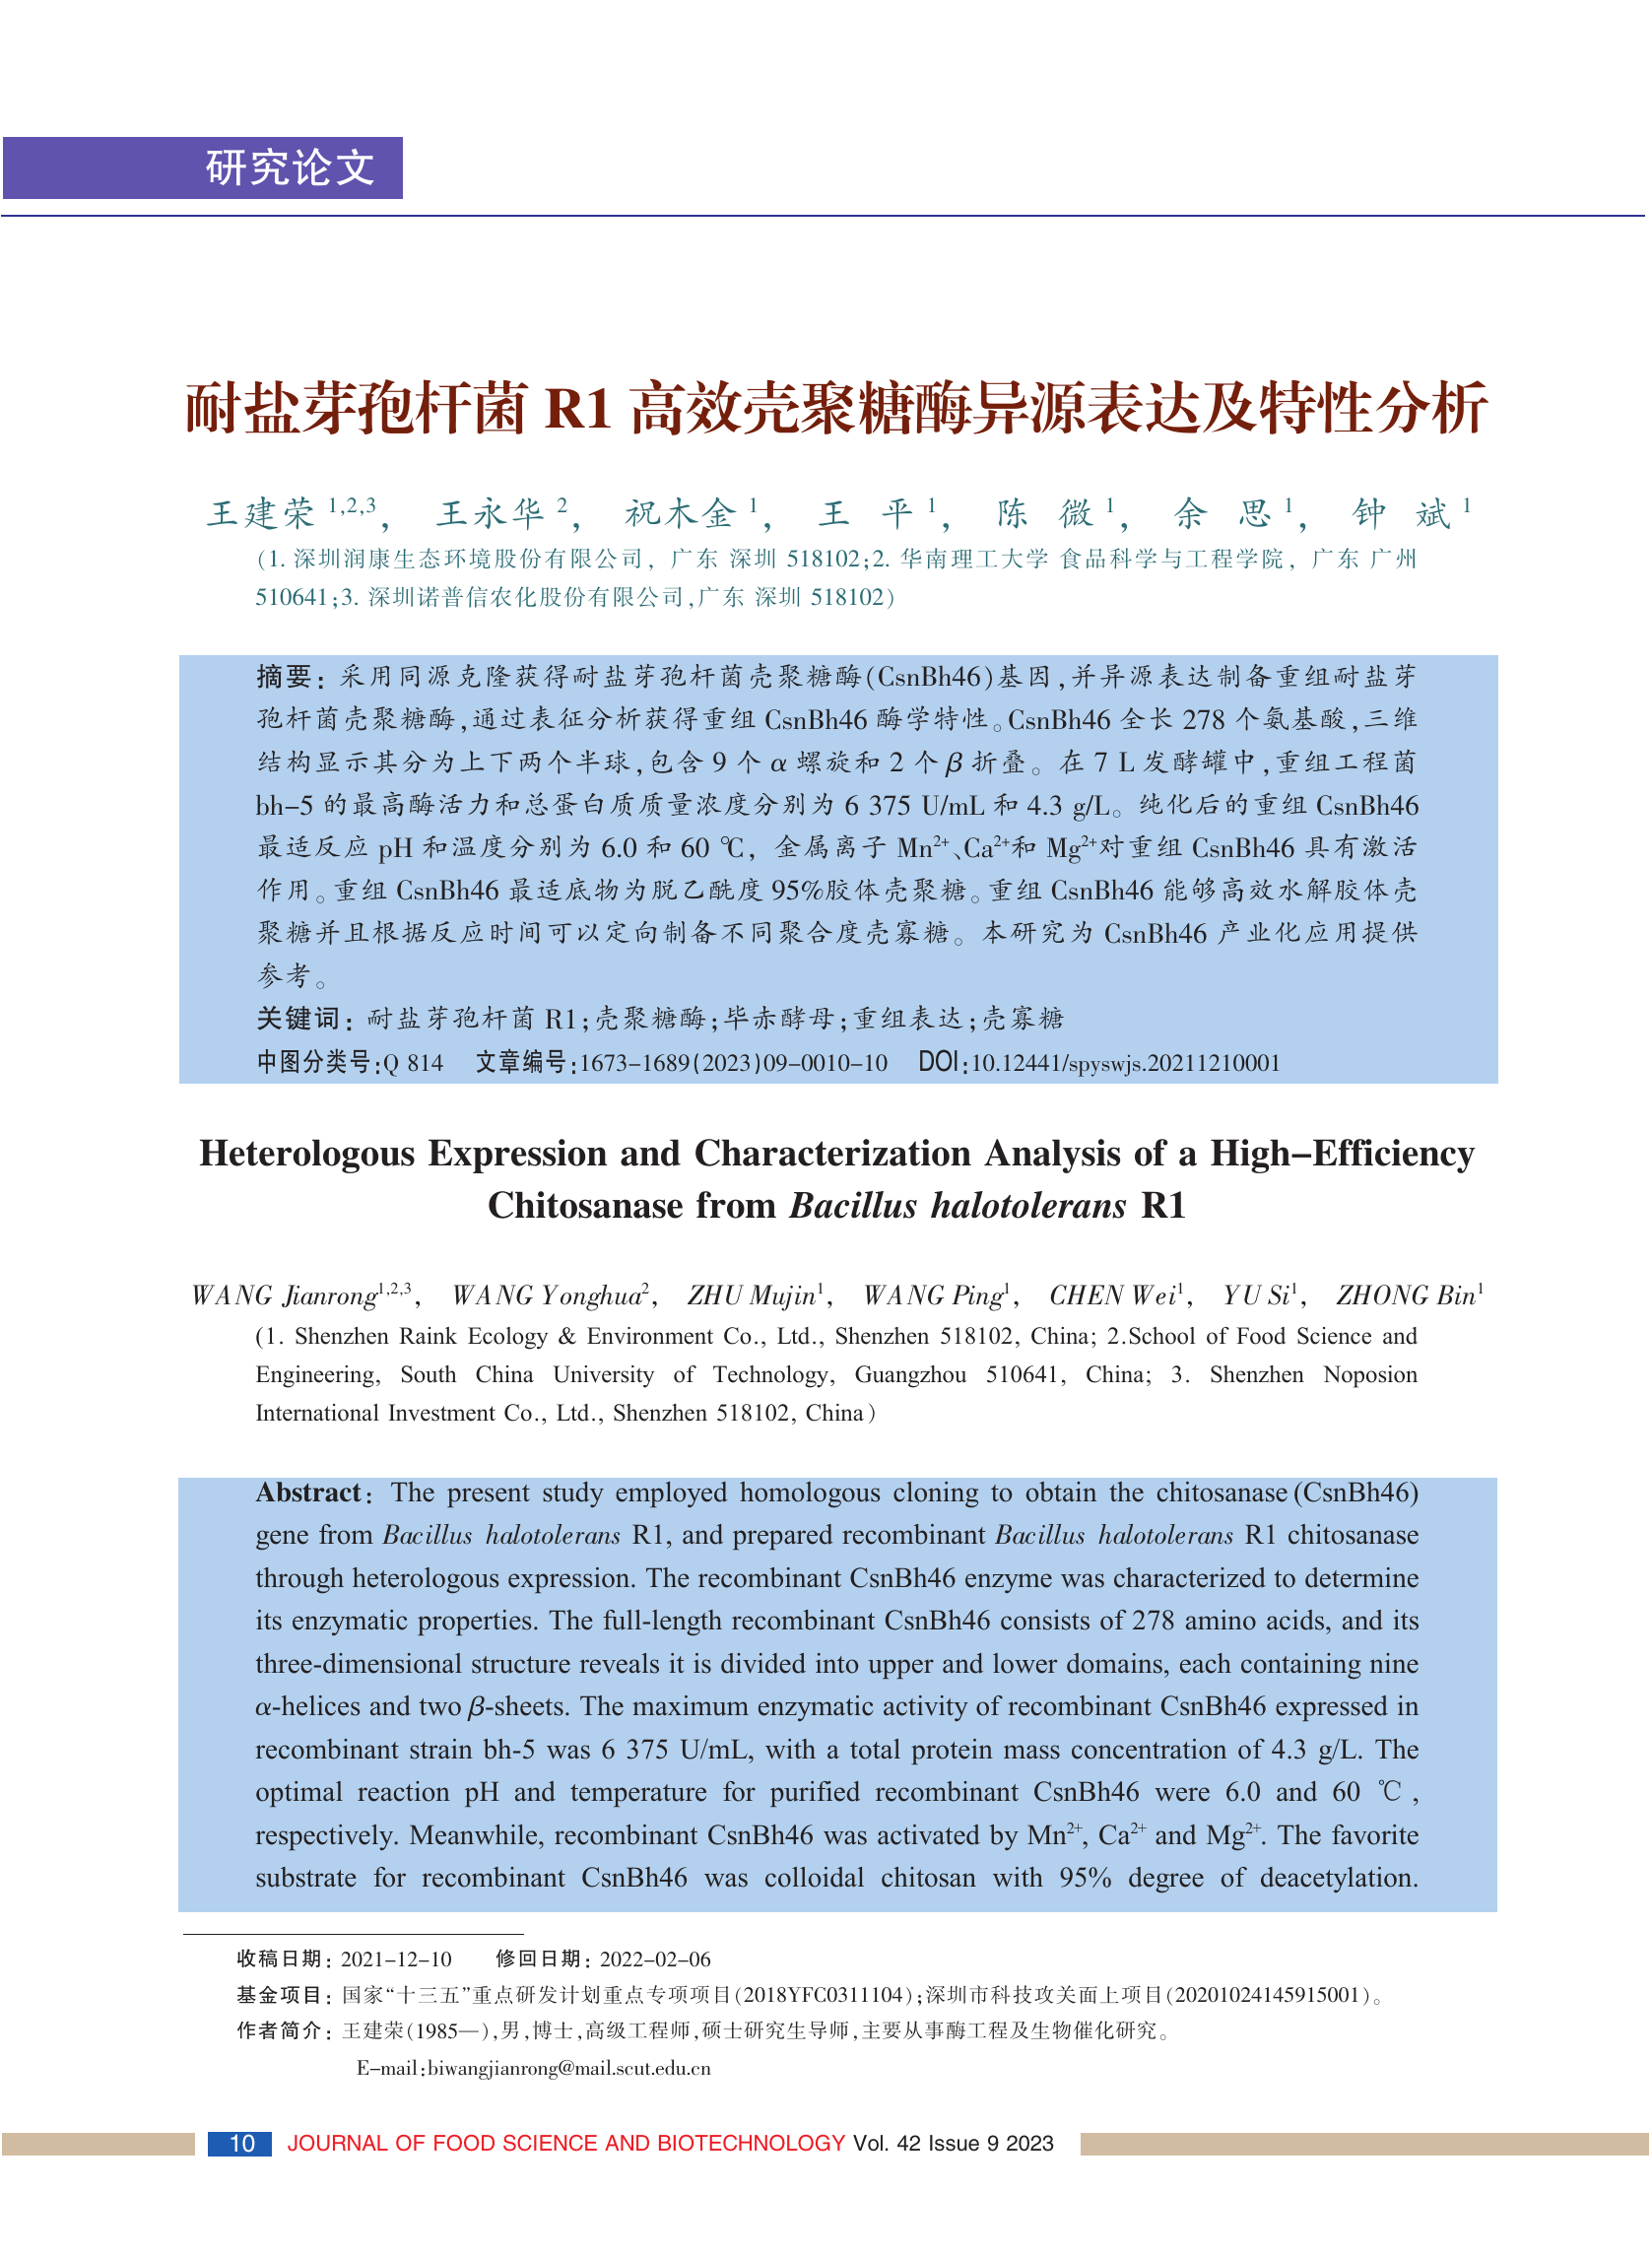 研究论文
耐盐芽孢杆菌 R1 高效壳聚糖酶异源表达及特性分析
王建荣 1,2,3， 王永华 2， 祝木金 1， 王 平 1， 陈 微 1， 余 思 1， 钟 斌 1
(1. 深圳润康生态环境股份有限公司，广东 深圳 518102;2. 华南理工大学 食品科学与工程学院，广东 广州
510641;3. 深圳诺普信农化股份有限公司,广东 深圳 518102)
摘要：采用同源克隆获得耐盐芽孢杆菌壳聚糖酶(CsnBh46)基因,并异源表达制备重组耐盐芽
孢杆菌壳聚糖酶,通过表征分析获得重组 CsnBh46 酶学特性。CsnBh46 全长 278 个氨基酸,三维
结构显示其分为上下两个半球,包含 9 个 α 螺旋和 2 个 β 折叠。在 7 L 发酵罐中,重组工程菌
bh-5 的最高酶活力和总蛋白质质量浓度分别为 6 375 U/mL 和 4.3 g/L。纯化后的重组 CsnBh46
最适反应 pH 和温度分别为 6.0 和 60 ℃，金属离子 Mn²⁺、Ca²⁺和 Mg²⁺对重组 CsnBh46 具有激活
作用。重组 CsnBh46 最适底物为脱乙酰度 95%胶体壳聚糖。重组 CsnBh46 能够高效水解胶体壳
聚糖并且根据反应时间可以定向制备不同聚合度壳寡糖。本研究为 CsnBh46 产业化应用提供
参考。
关键词：耐盐芽孢杆菌 R1;壳聚糖酶;毕赤酵母;重组表达;壳寡糖
中图分类号:Q 814 文章编号:1673-1689(2023)09-0010-10 DOI:10.12441/spyswjs.20211210001
Heterologous Expression and Characterization Analysis of a High-Efficiency
Chitosanase from Bacillus halotolerans R1
WANG Jianrong1,2,3, WANG Yonghua2, ZHU Mujin1, WANG Ping1, CHEN Wei1, YU Si1, ZHONG Bin1
(1. Shenzhen Raink Ecology & Environment Co., Ltd., Shenzhen 518102, China; 2.School of Food Science and
Engineering, South China University of Technology, Guangzhou 510641, China; 3. Shenzhen Noposion
International Investment Co., Ltd., Shenzhen 518102, China)
Abstract: The present study employed homologous cloning to obtain the chitosanase(CsnBh46)
gene from Bacillus halotolerans R1, and prepared recombinant Bacillus halotolerans R1 chitosanase
through heterologous expression. The recombinant CsnBh46 enzyme was characterized to determine
its enzymatic properties. The full-length recombinant CsnBh46 consists of 278 amino acids, and its
three-dimensional structure reveals it is divided into upper and lower domains, each containing nine
α-helices and two β-sheets. The maximum enzymatic activity of recombinant CsnBh46 expressed in
recombinant strain bh-5 was 6 375 U/mL, with a total protein mass concentration of 4.3 g/L. The
optimal reaction pH and temperature for purified recombinant CsnBh46 were 6.0 and 60 ℃,
respectively. Meanwhile, recombinant CsnBh46 was activated by Mn²⁺, Ca²⁺ and Mg²⁺. The favorite
substrate for recombinant CsnBh46 was colloidal chitosan with 95% degree of deacetylation.
收稿日期：2021-12-10 修回日期：2022-02-06
基金项目：国家“十三五”重点研发计划重点专项项目(2018YFC0311104);深圳市科技攻关面上项目(20201024145915001)。
作者简介：王建荣(1985—),男,博士,高级工程师,硕士研究生导师,主要从事酶工程及生物催化研究。
E-mail:biwangjianrong@mail.scut.edu.cn
10 JOURNAL OF FOOD SCIENCE AND BIOTECHNOLOGY Vol. 42 Issue 9 2023